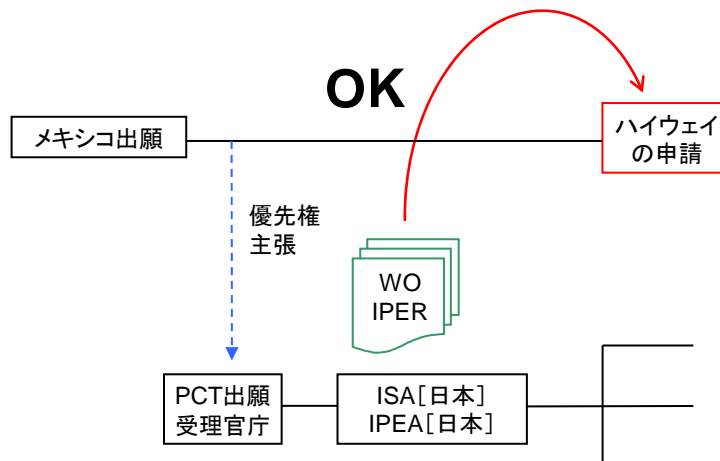 OK
メキシコ出願
ハイウェイ
の申請
優先権
主張
WO
IPER
PCT出願
受理官庁
ISA[日本]
IPEA[日本]